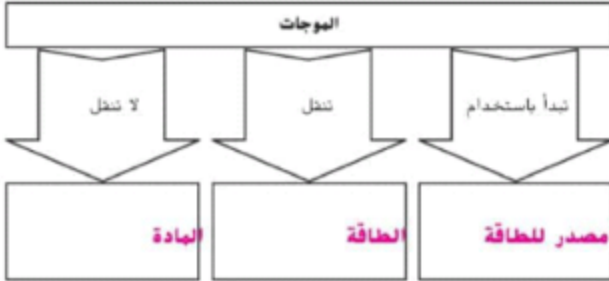 الموجات
تبدأ باستخدام
تنقل
لا تنقل
مصدر للطاقة
الطاقة
المادة